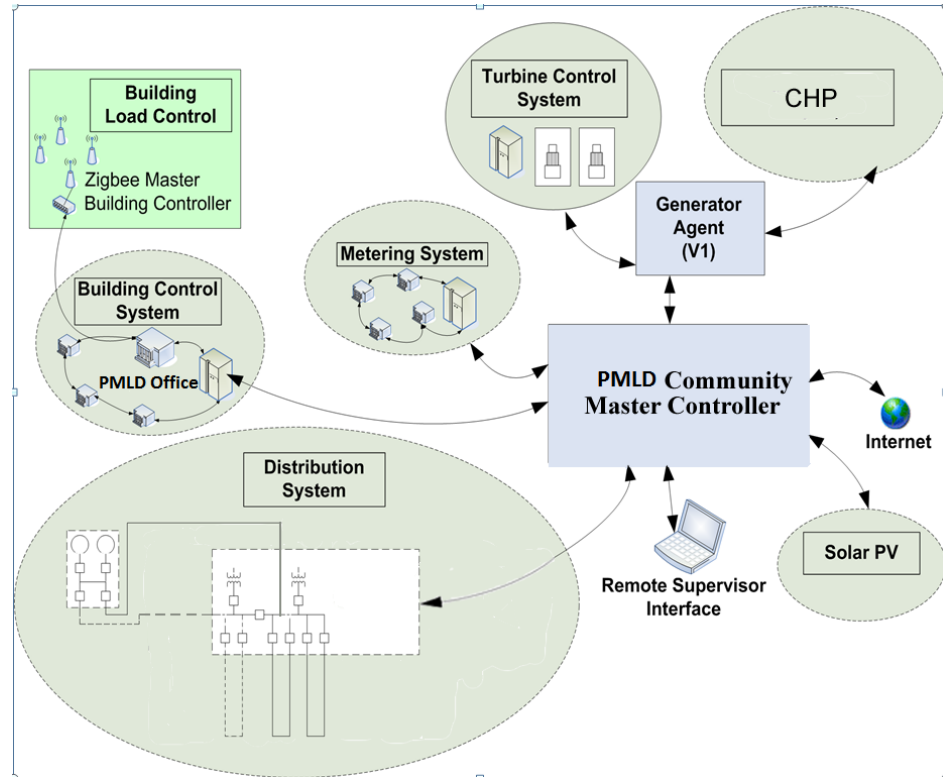 Building
Load Control
Zigbee Master
Building Controller
Turbine Control
System
CHP
Generator
Agent
(V1)
Metering System
Building Control
System
PMLD Office
PMLD Community
Master Controller
Internet
Distribution
System
Remote Supervisor
Interface
Solar PV